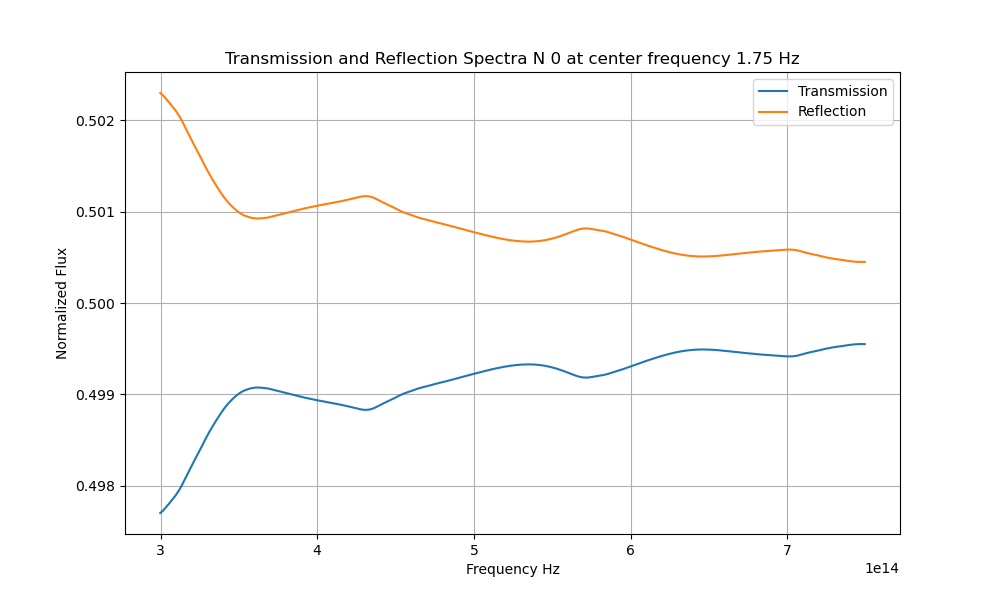 Transmission and Reflection Spectra N 0 at center frequency 1.75 Hz
Transmission
Reflection
0.502
0.501
0.500
0.499
0.498
Normalized Flux
3
4
5
6
7
Frequency Hz
1e14